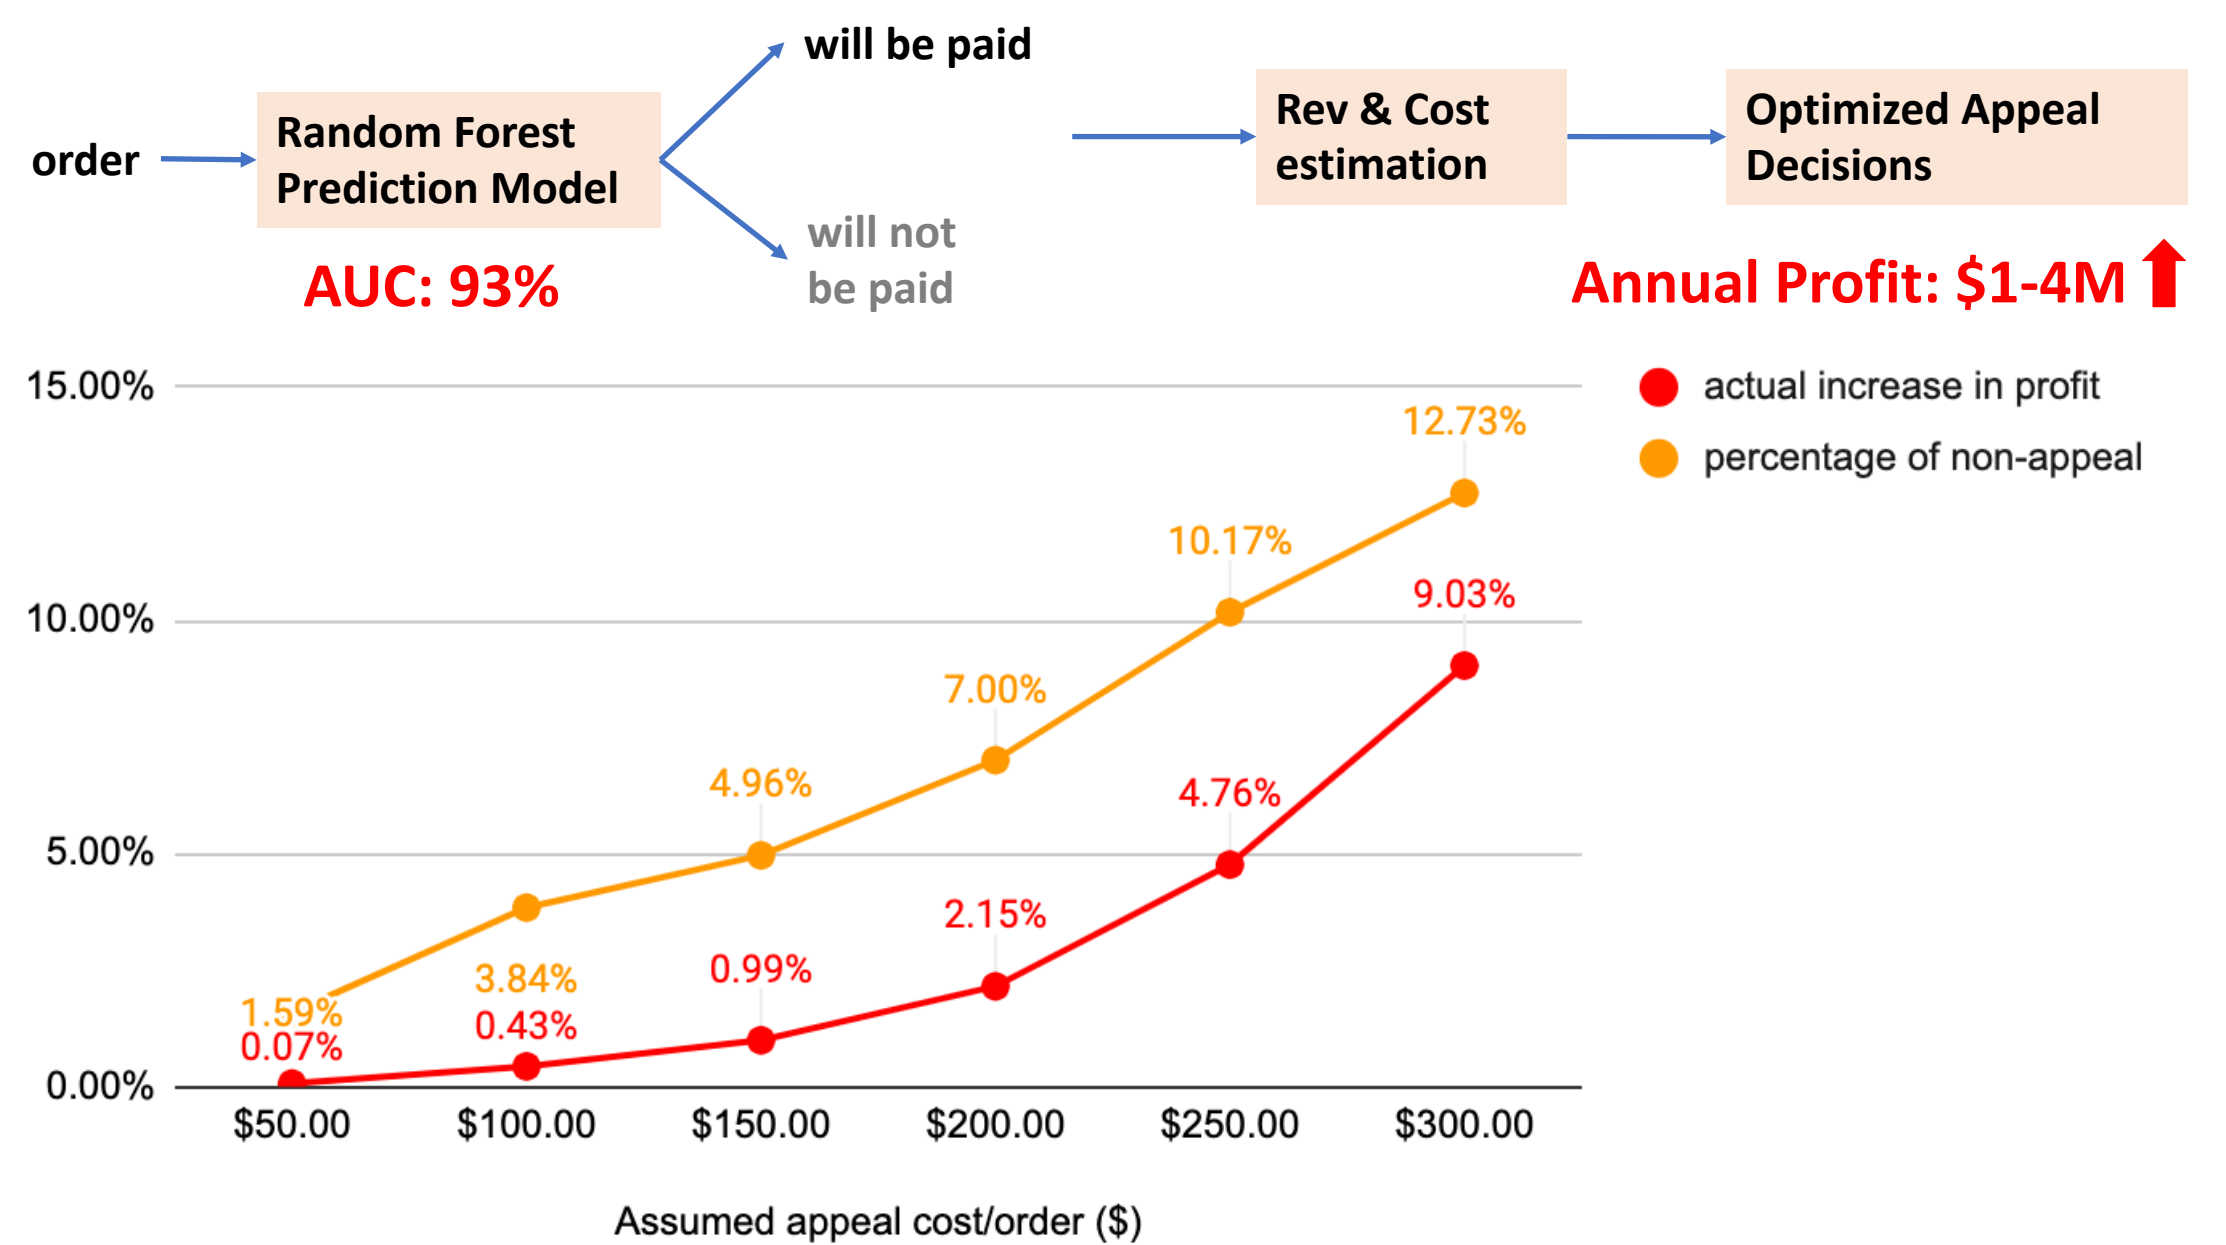 will be paid
order
Random Forest
Prediction Model
Rev & Cost
estimation
Optimized Appeal
Decisions
will not
be paid
AUC: 93%
Annual Profit: $1-4M
15.00%
10.00%
5.00%
0.00%
actual increase in profit
percentage of non-appeal
1.59%
3.84%
4.96%
7.00%
10.17%
12.73%
0.07%
0.43%
0.99%
2.15%
4.76%
9.03%
$50.00
$100.00
$150.00
$200.00
$250.00
$300.00
Assumed appeal cost/order ($)